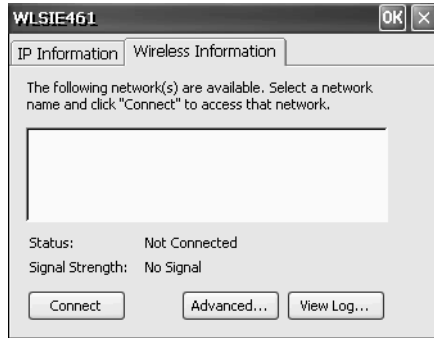 WLSIE461
OK ×
IP Information Wireless Information
The following network(s) are available. Select a network
name and click "Connect" to access that network.
Status: Not Connected
Signal Strength: No Signal
Connect Advanced... View Log...